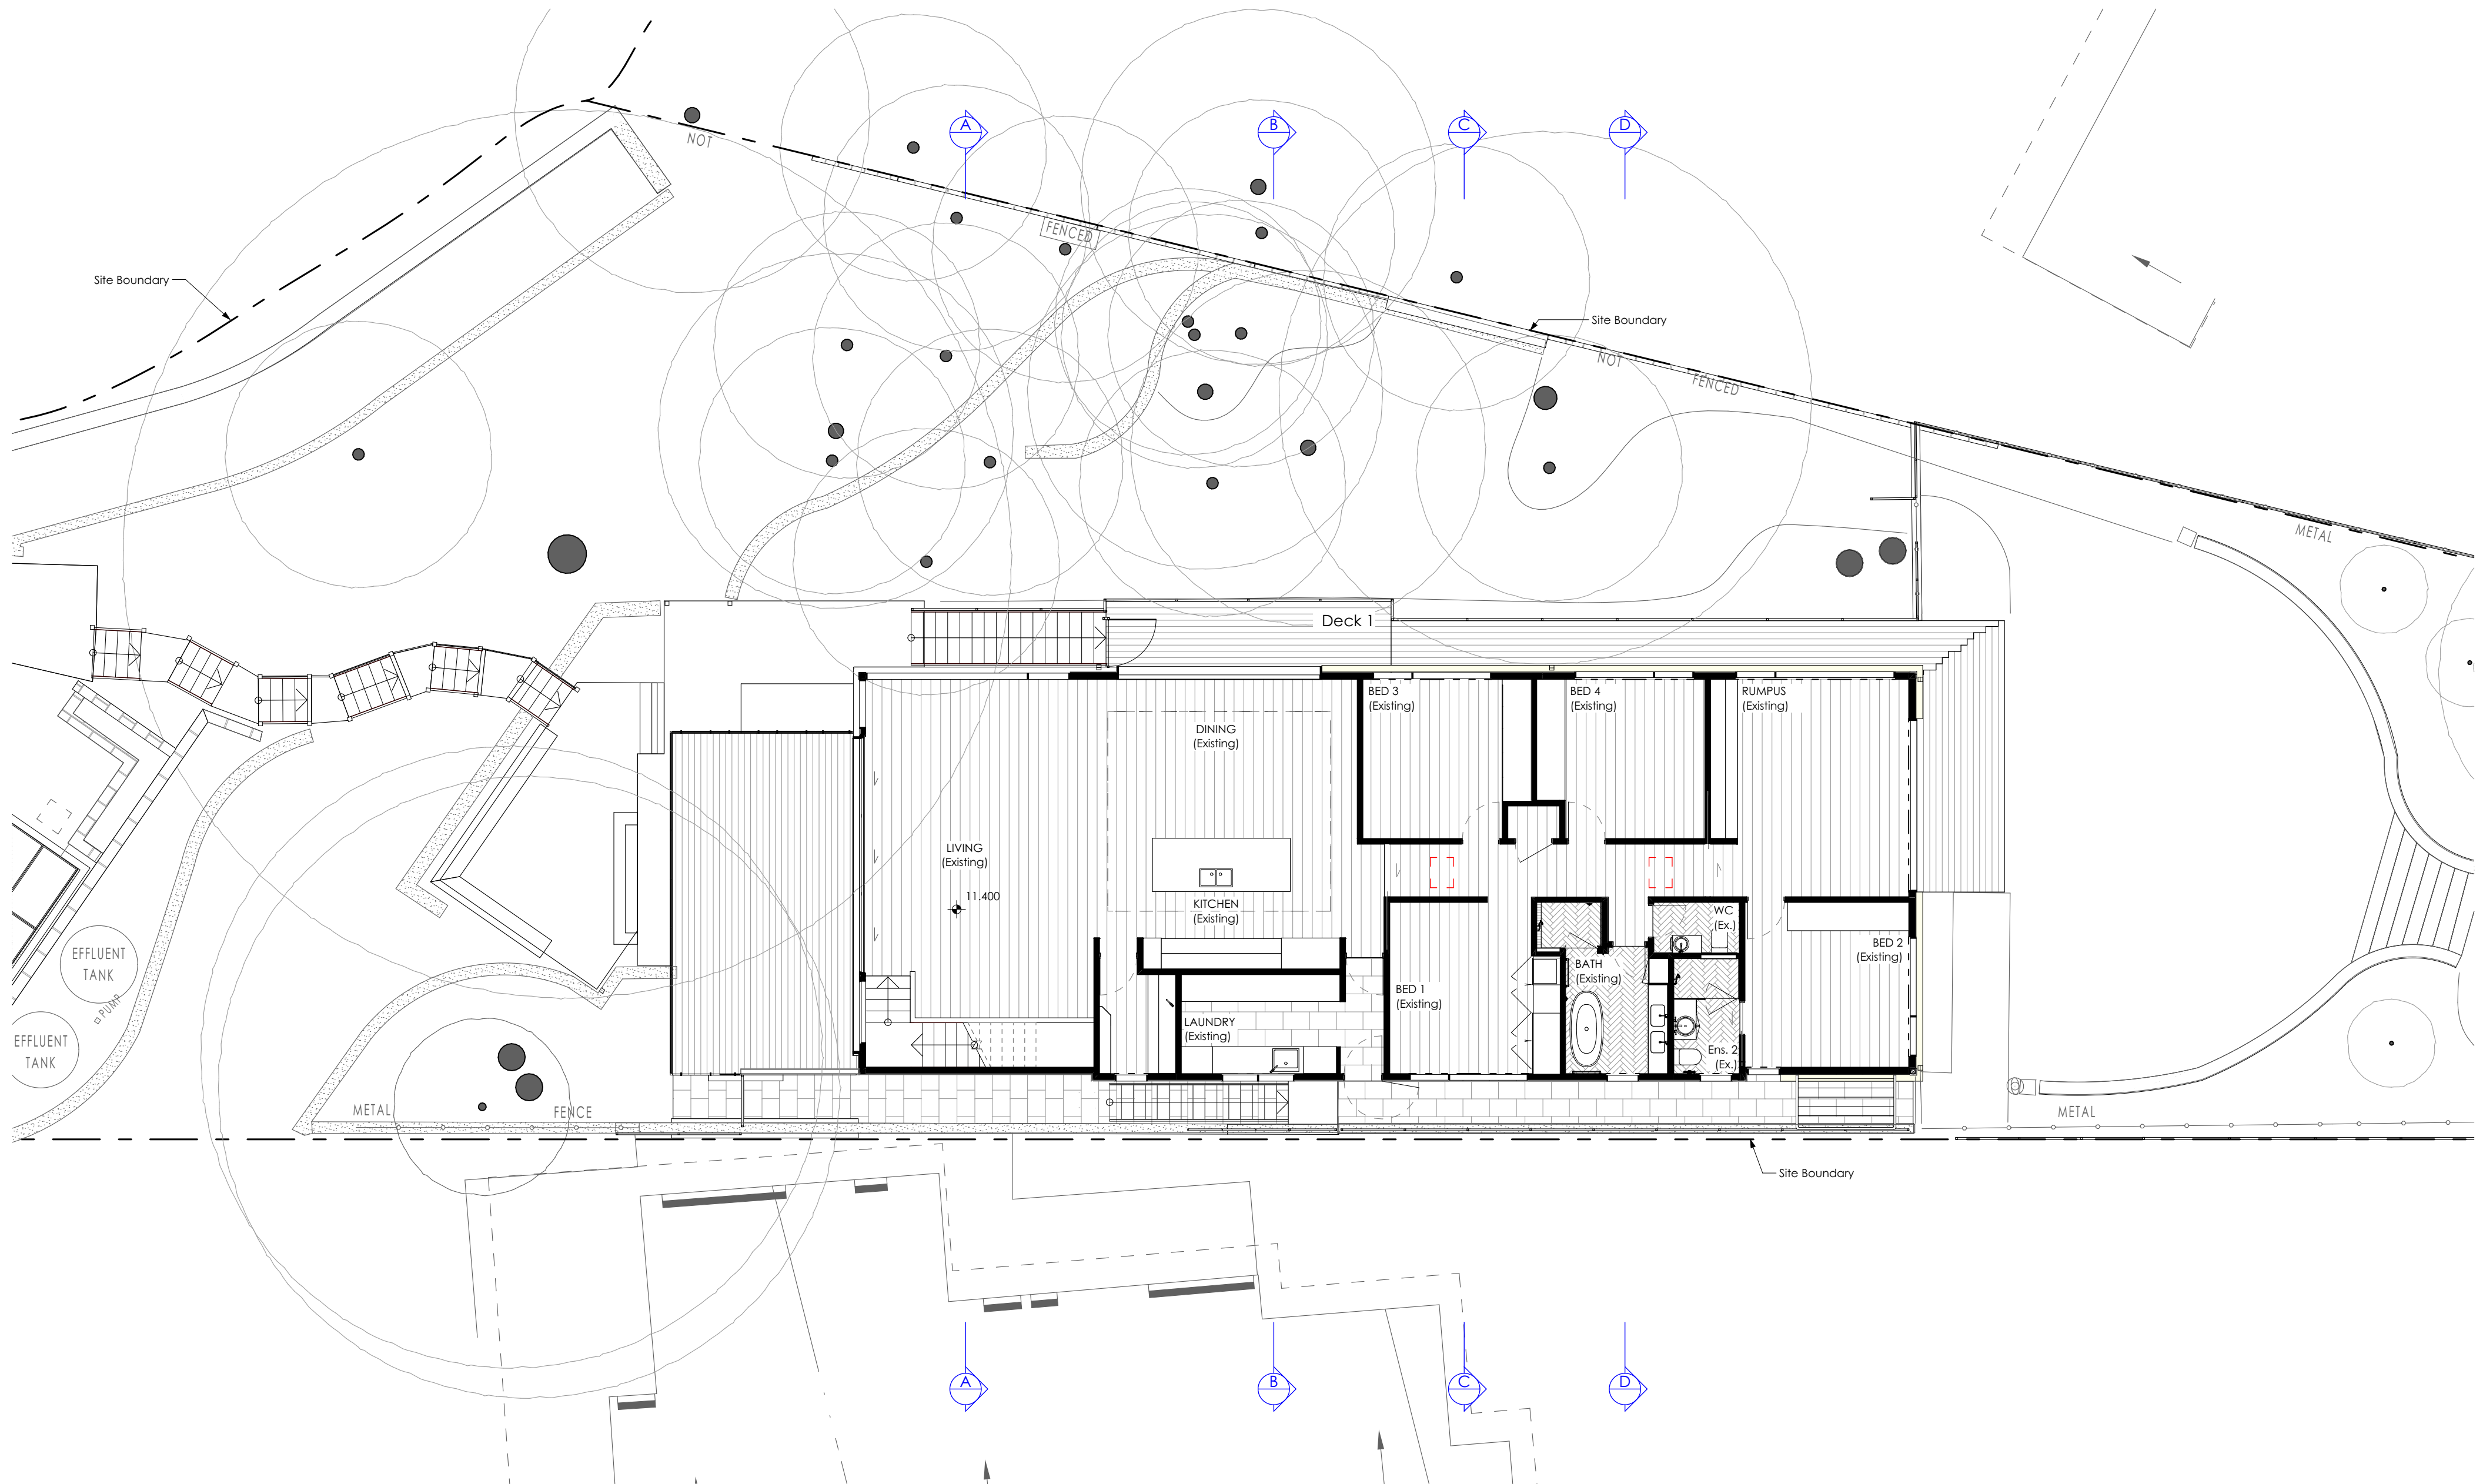 A
B
C
D
NOT
FENCED
Site Boundary
Site Boundary
NOT
FENCED
METAL
Deck 1
BED 3
(Existing)
BED 4
(Existing)
RUMPUS
(Existing)
DINING
(Existing)
LIVING
(Existing)
11.400
KITCHEN
(Existing)
WC
(Ex.)
BED 2
(Existing)
EFFLUENT
TANK
PUMP
BATH
(Existing)
BED 1
(Existing)
LAUNDRY
(Existing)
Ens. 2
(Ex.)
EFFLUENT
TANK
METAL
FENCE
METAL
Site Boundary
A
B
C
D